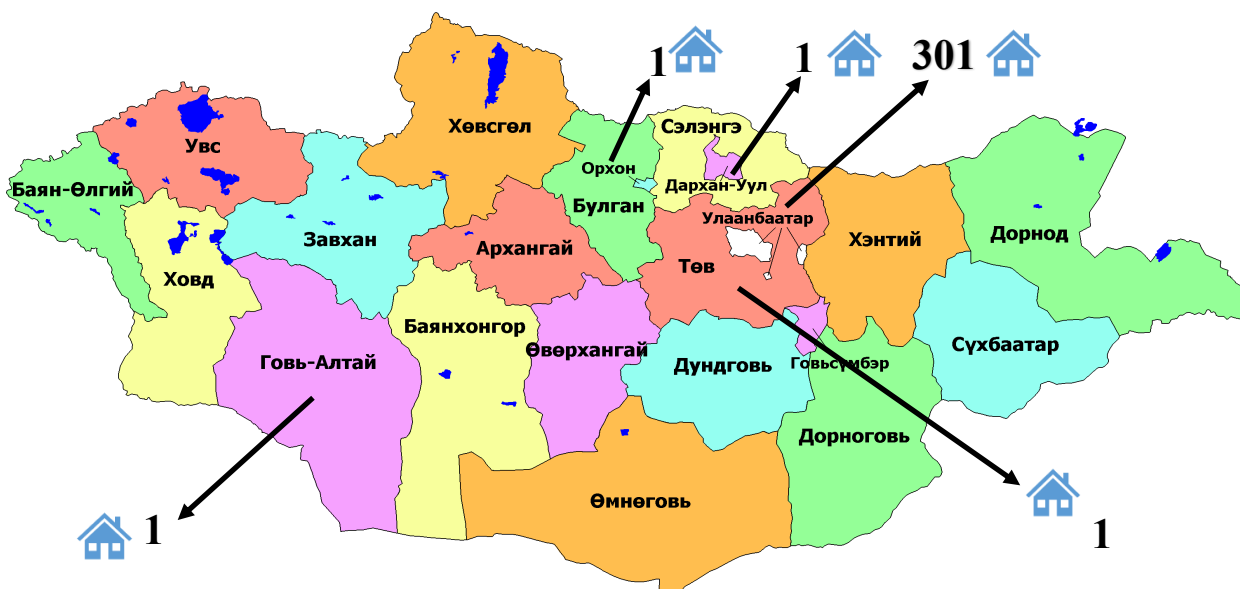 1
1
301
Хөвсгөл
Сэлэнгэ
Увс
Орхон
Дархан-Уул
Баян-Өлгий
Булган
Улаанбаатар
Завхан
Архангай
Хэнтий
Дорнод
Ховд
Төв
Баянхонгор
Өвөрхангай
Говь-Алтай
Дундговь
Говьсүмбэр
Сүхбаатар
Дорноговь
Өмнөговь
1
1